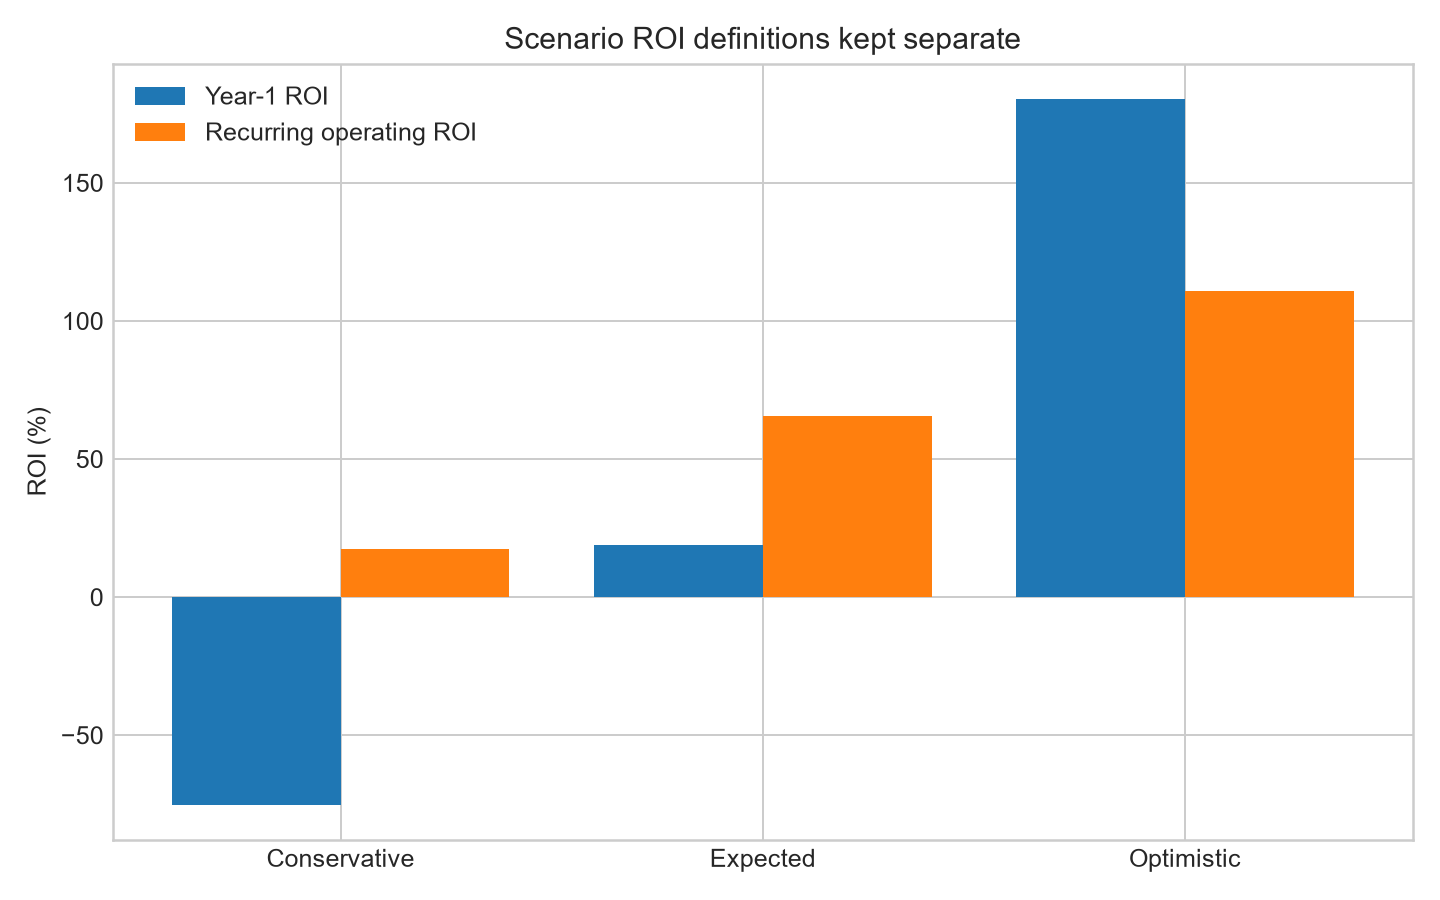 Scenario ROI definitions kept separate
Year-1 ROI
Recurring operating ROI
150
100
50
0
−50
ROI (%)
Conservative
Expected
Optimistic